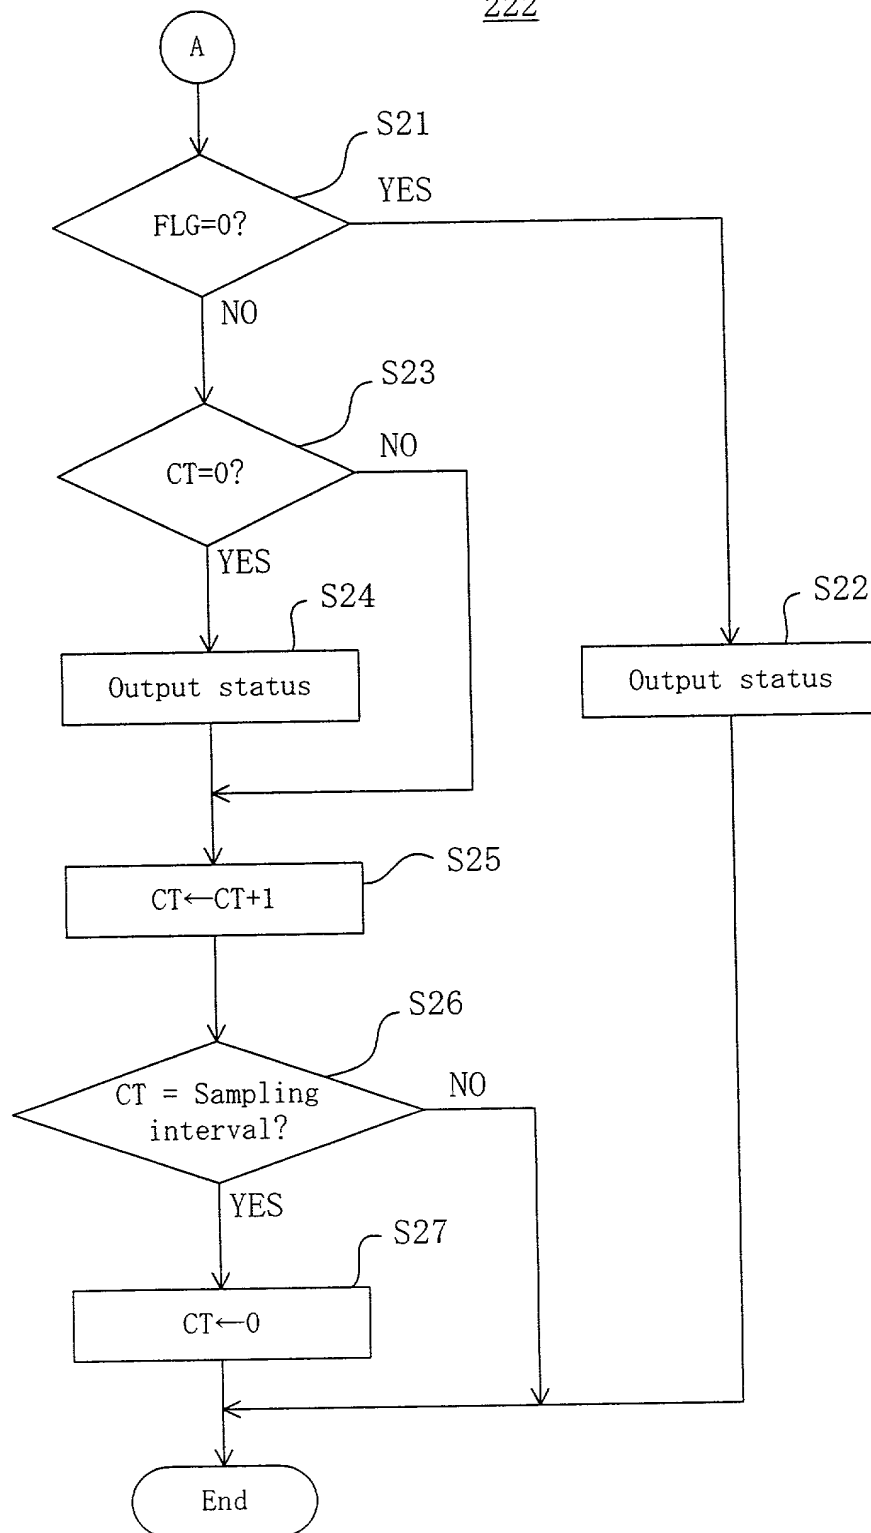 222
A
S21
YES
FLG=0?
NO
S23
NO
CT=0?
YES
S24
S22
Output status
Output status
S25
CT←CT+1
S26
NO
CT = Sampling
interval?
YES
S27
CT←0
End